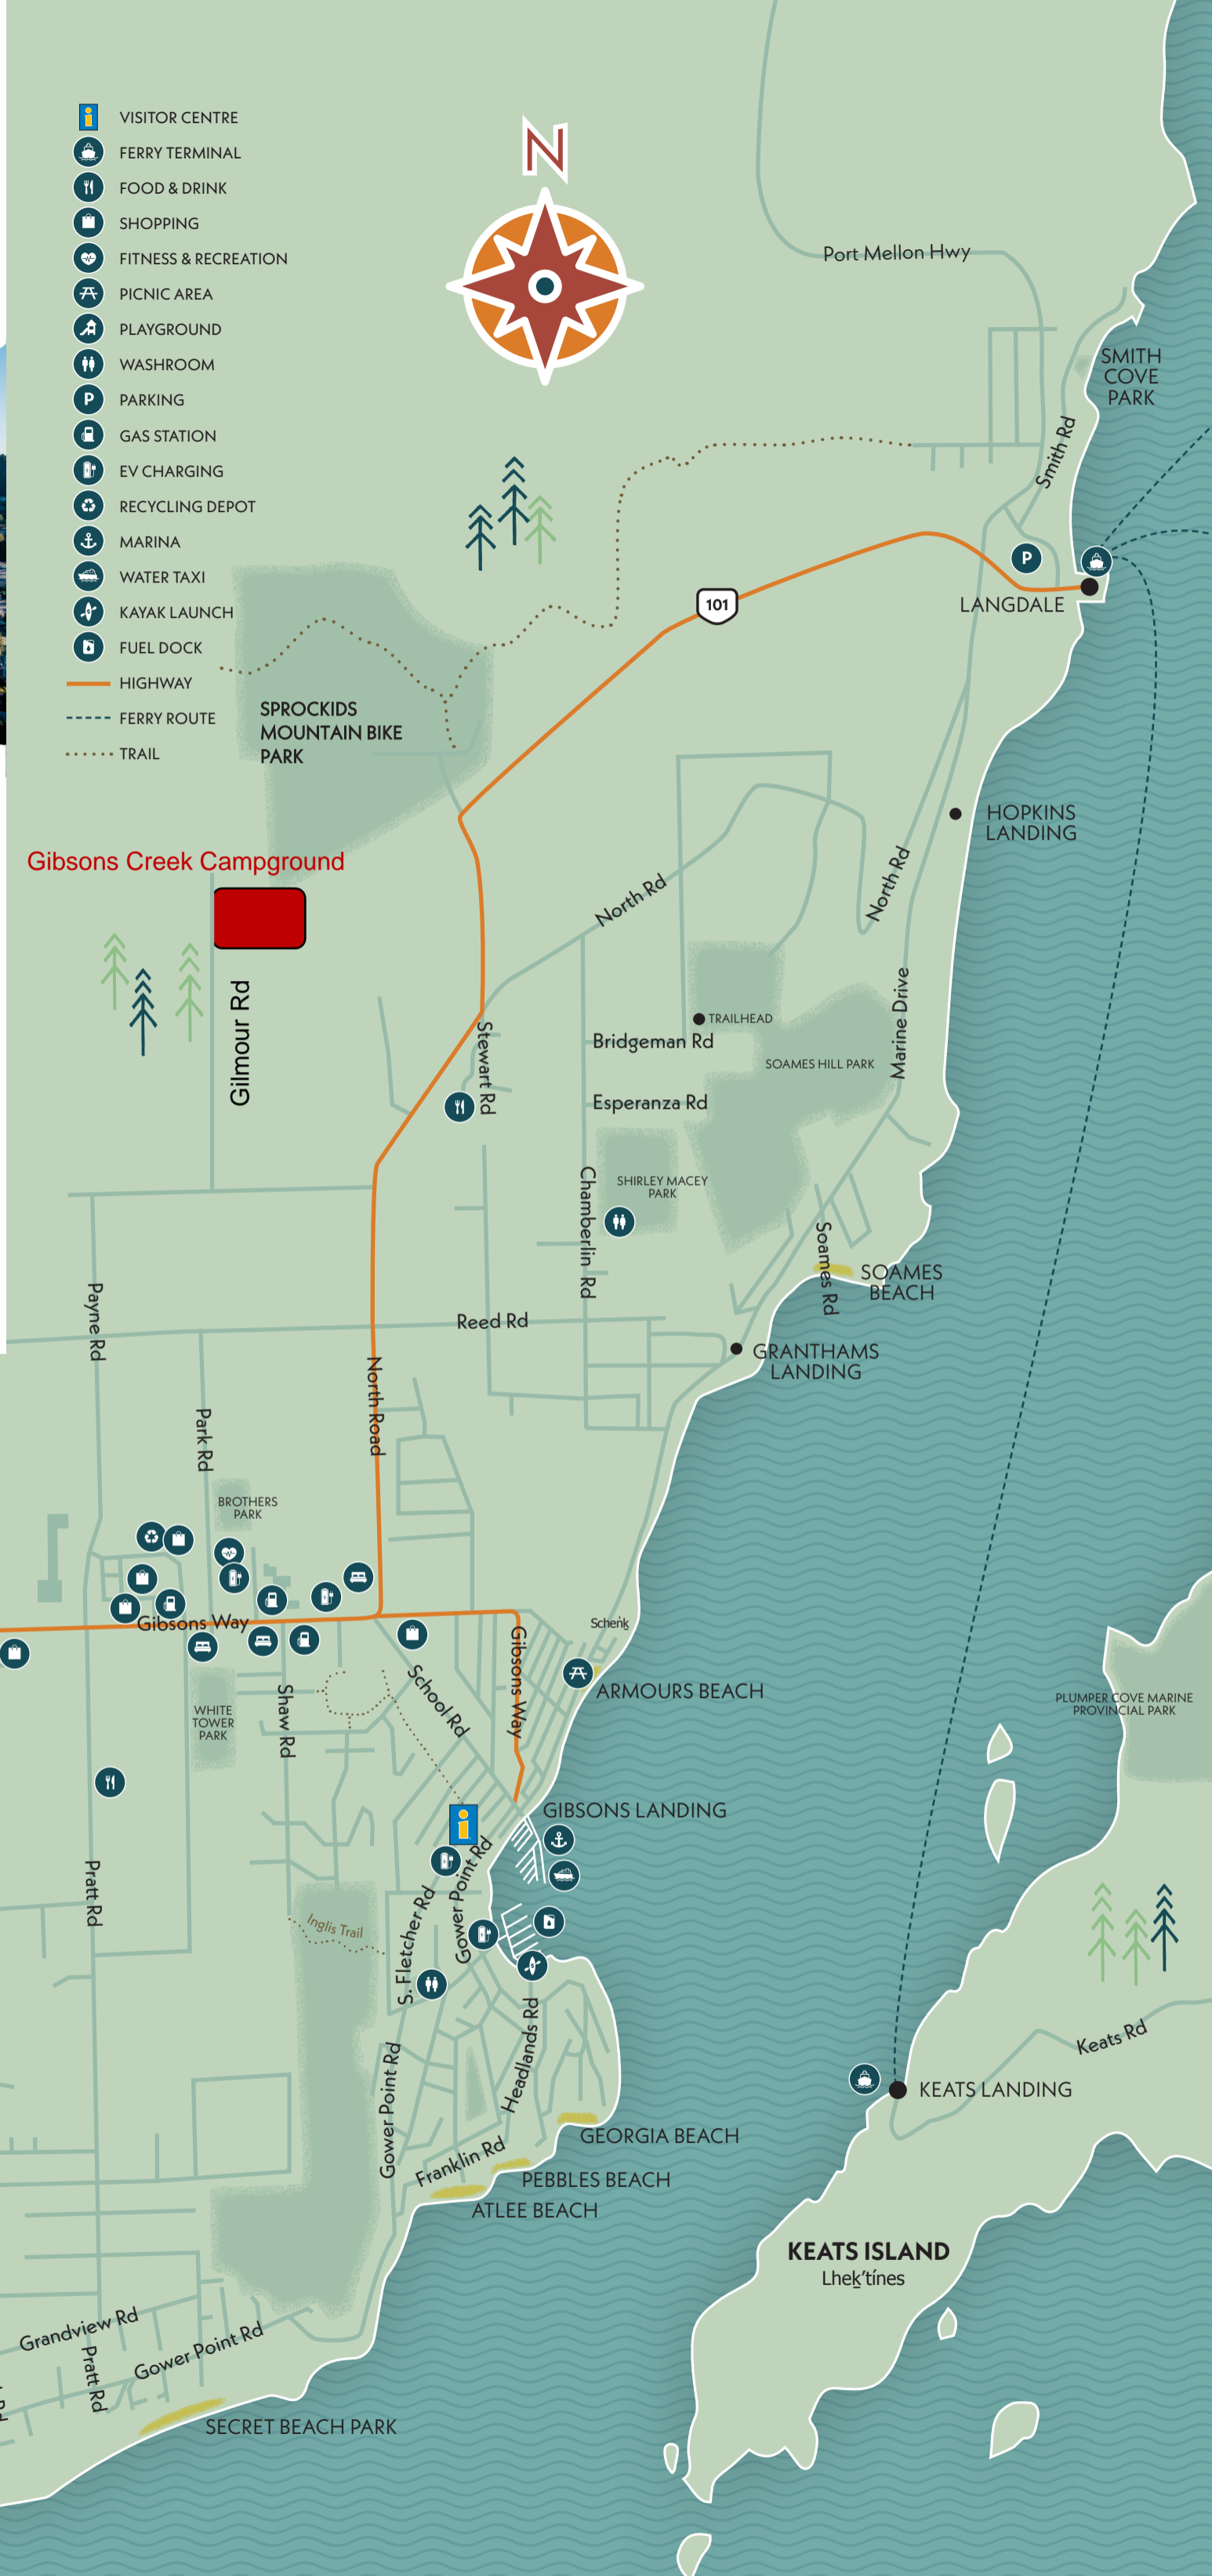 VISITOR CENTRE
FERRY TERMINAL
FOOD & DRINK
SHOPPING
FITNESS & RECREATION
PICNIC AREA
PLAYGROUND
WASHROOM
P
PARKING
GAS STATION
EV CHARGING
RECYCLING DEPOT
MARINA
WATER TAXI
KAYAK LAUNCH
FUEL DOCK
HIGHWAY
FERRY ROUTE
TRAIL
N
Port Mellon Hwy
SMITH
COVE
PARK
Smith Rd
P
LANGDALE
101
SPROCKIDS
MOUNTAIN BIKE
PARK
HOPKINS
LANDING
Gibsons Creek Campground
Gilmour Rd
North Rd
North Rd
Marine Drive
TRAILHEAD
Bridgeman Rd
SOAMES HILL PARK
Stewart Rd
Esperanza Rd
Chamberlin Rd
SHIRLEY MACEY
PARK
Soames Rd
SOAMES
BEACH
Payne Rd
Reed Rd
GRANTHAMS
LANDING
North Road
Park Rd
BROTHERS
PARK
Gibsons Way
Schenḵ
Gibsons Way
School Rd
ARMOURS BEACH
WHITE
TOWER
PARK
Shaw Rd
PLUMPER COVE MARINE
PROVINCIAL PARK
GIBSONS LANDING
Pratt Rd
Gower Point Rd
S. Fletcher Rd
Inglis Trail
Headlands Rd
Gower Point Rd
Keats Rd
KEATS LANDING
GEORGIA BEACH
Franklin Rd
PEBBLES BEACH
ATLEE BEACH
KEATS ISLAND
Lheḵ'tínes
Grandview Rd
Gower Point Rd
Pratt Rd
SECRET BEACH PARK